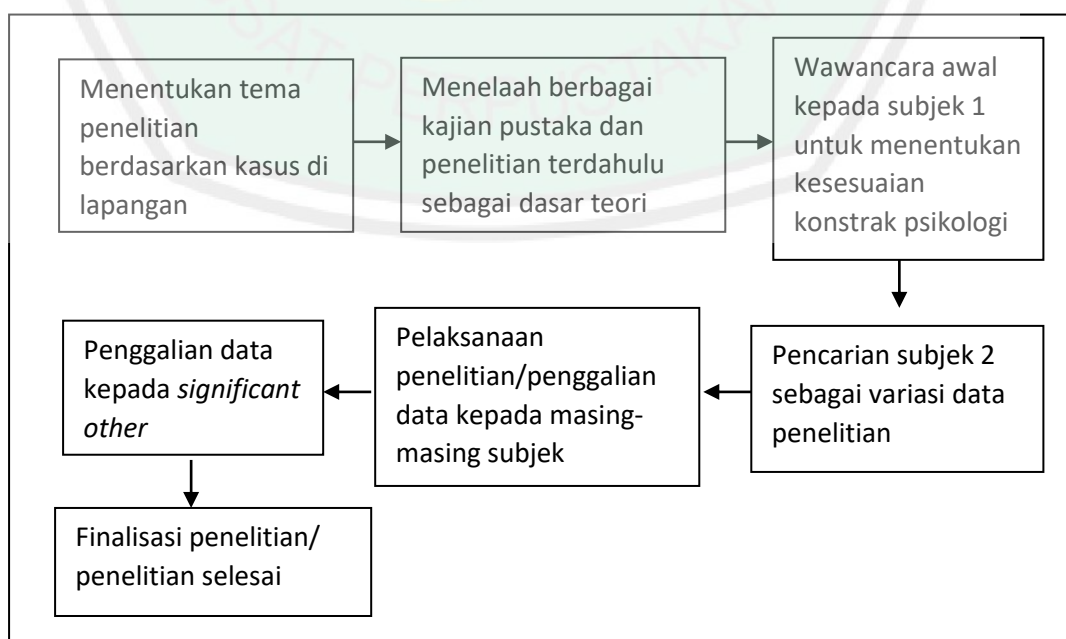 SAT PERPUSTAKA
Menentukan tema
penelitian
berdasarkan kasus di
lapangan
Menelaah berbagai
kajian pustaka dan
penelitian terdahulu
sebagai dasar teori
Wawancara awal
kepada subjek 1
untuk menentukan
kesesuaian
konstrak psikologi
Pencarian subjek 2
sebagai variasi data
penelitian
Pelaksanaan
penelitian/penggalian
data kepada masing-
masing subjek
Penggalian data
kepada significant
other
Finalisasi penelitian/
penelitian selesai